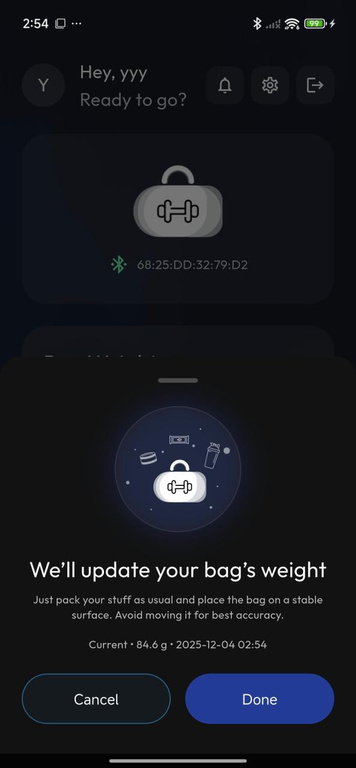 2:54
99
Y
Hey, yyy
Ready to go?
68:25:DD:32:79:D2
We'll update your bag's weight
Just pack your stuff as usual and place the bag on a stable
surface. Avoid moving it for best accuracy.
Current • 84.6 g • 2025-12-04 02:54
Cancel
Done